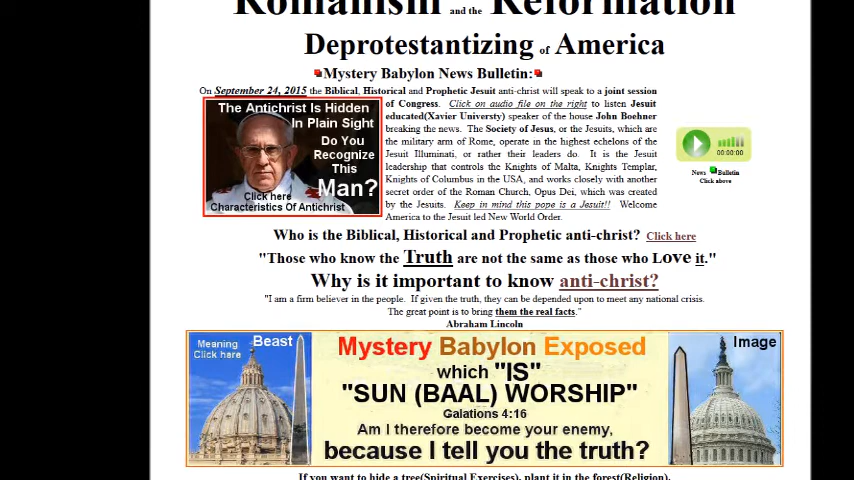 Romanism and the Reformation
Deprotestantizing of America
Mystery Babylon News Bulletin:
On September 24, 2015 the Biblical, Historical and Prophetic Jesuit anti-christ will speak to a joint session
of Congress. Click on audio file on the right to listen Jesuit
educated(Xavier Universty) speaker of the house John Boehner
breaking the news. The Society of Jesus, or the Jesuits, which are
the military arm of Rome, operate in the highest echelons of the
Jesuit Illuminati, or rather their leaders do. It is the Jesuit
leadership that controls the Knights of Malta, Knights Templar,
Knights of Columbus in the USA, and works closely with another
secret order of the Roman Church, Opus Dei, which was created
by the Jesuits. Keep in mind this pope is a Jesuit!! Welcome
America to the Jesuit led New World Order.
The Antichrist Is Hidden
In Plain Sight
Do You
Recognize
This
Man?
Click here
Characteristics Of Antichrist
00:00:00
News Bulletin
Click above
Who is the Biblical, Historical and Prophetic anti-christ? Click here
"Those who know the Truth are not the same as those who Love it."
Why is it important to know anti-christ?
"I am a firm believer in the people. If given the truth, they can be depended upon to meet any national crisis.
The great point is to bring them the real facts."
Abraham Lincoln
Meaning
Click here
Beast
Mystery Babylon Exposed
which "IS"
"SUN (BAAL) WORSHIP"
Galations 4:16
Am I therefore become your enemy,
because I tell you the truth?
Image
If you want to hide a tree(Spiritual Exercises), plant it in the forest(Religion).